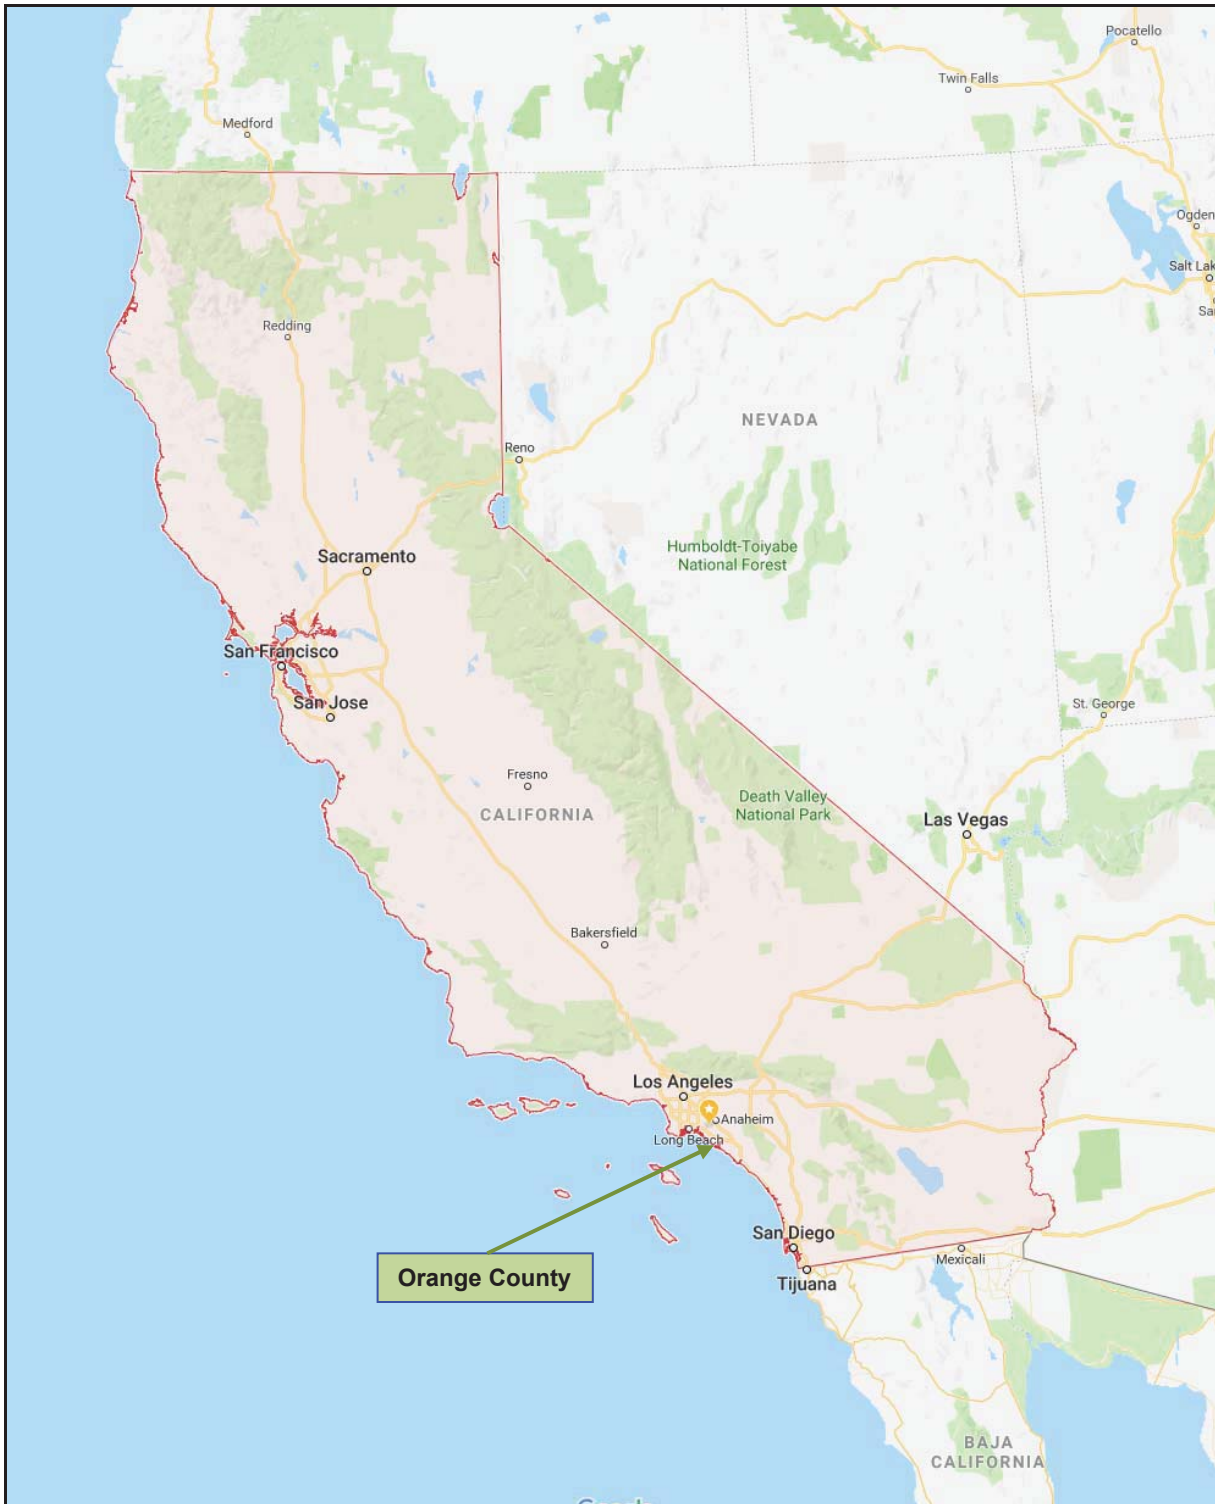 Pocatello
Twin Falls
Medford
Ogden
Salt Lak
Sa
Redding
NEVADA
Reno
Humboldt-Toiyabe
National Forest
Sacramento
San Francisco
San Jose
St. George
Fresno
CALIFORNIA
Death Valley
National Park
Las Vegas
Bakersfield
Los Angeles
Anaheim
Long Beach
San Diego
Mexicali
Tijuana
Orange County
BAJA
CALIFORNIA